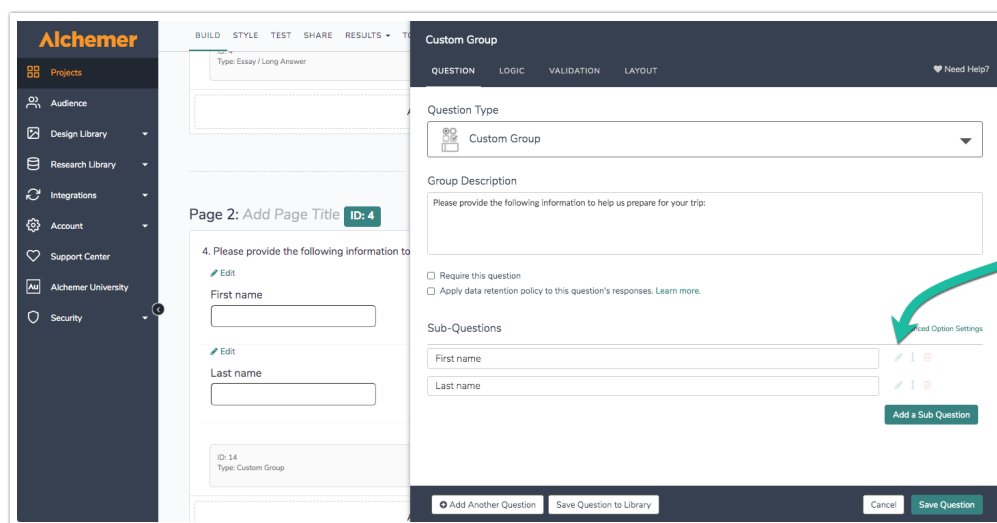 Alchemer
Projects
Audience
Design Library
Research Library
Integrations
Account
Support Center
Au Alchemer University
Security
BUILD STYLE TEST SHARE RESULTS
Type: Essay / Long Answer
Page 2: Add Page Title ID: 4
4. Please provide the following information to
Edit
First name
Edit
Last name
ID: 14
Type: Custom Group
Custom Group
QUESTION LOGIC VALIDATION LAYOUT Need Help?
Question Type
Custom Group
Group Description
Please provide the following information to help us prepare for your trip:
Require this question
Apply data retention policy to this question's responses. Learn more.
Sub-Questions
Option Settings
First name
Last name
Add a Sub Question
Add Another Question Save Question to Library Cancel Save Question